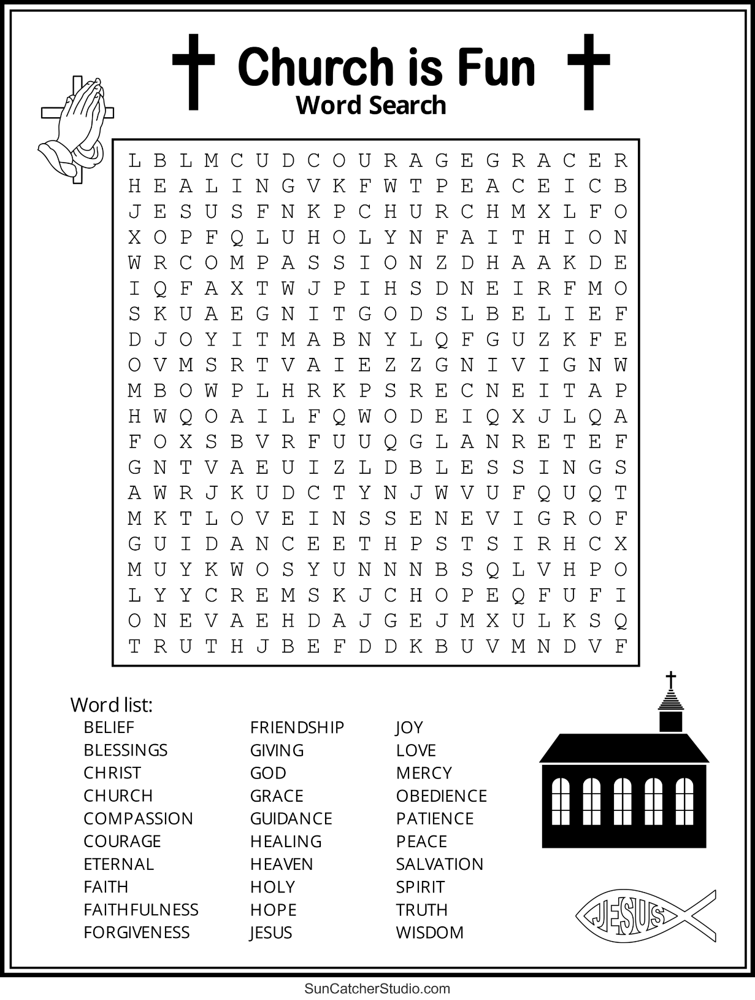 Church is Fun
Word Search
L B L M C U D C O U R A G E G R A C E R
H E A L I N G V K F W T P E A C E I C B
J E S U S F N K P C H U R C H M X L F O
X O P F Q L U H O L Y N F A I T H I O N
W R C O M P A S S I O N Z D H A A K D E
I Q F A X T W J P I H S D N E I R F M O
S K U A E G N I T G O D S L B E L I E F
D J O Y I T M A B N Y L Q F G U Z K F E
O V M S R T V A I E Z Z G N I V I G N W
M B O W P L H R K P S R E C N E I T A P
H W Q O A I L F Q W O D E I Q X J L Q A
F O X S B V R F U U Q G L A N R E T E F
G N T V A E U I Z L D B L E S S I N G S
A W R J K U D C T Y N J W V U F Q U Q T
M K T L O V E I N S S E N E V I G R O F
G U I D A N C E E T H P S T S I R H C X
M U Y K W O S Y U N N N B S Q L V H P O
L Y Y C R E M S K J C H O P E Q F U F I
O N E V A E H D A J G E J M X U L K S Q
T R U T H J B E F D D K B U V M N D V F
Word list:
BELIEF
BLESSINGS
CHRIST
CHURCH
COMPASSION
COURAGE
ETERNAL
FAITH
FAITHFULNESS
FORGIVENESS
FRIENDSHIP
GIVING
GOD
GRACE
GUIDANCE
HEALING
HEAVEN
HOLY
HOPE
JESUS
JOY
LOVE
MERCY
OBEDIENCE
PATIENCE
PEACE
SALVATION
SPIRIT
TRUTH
WISDOM
JESUS
SunCatcherStudio.com